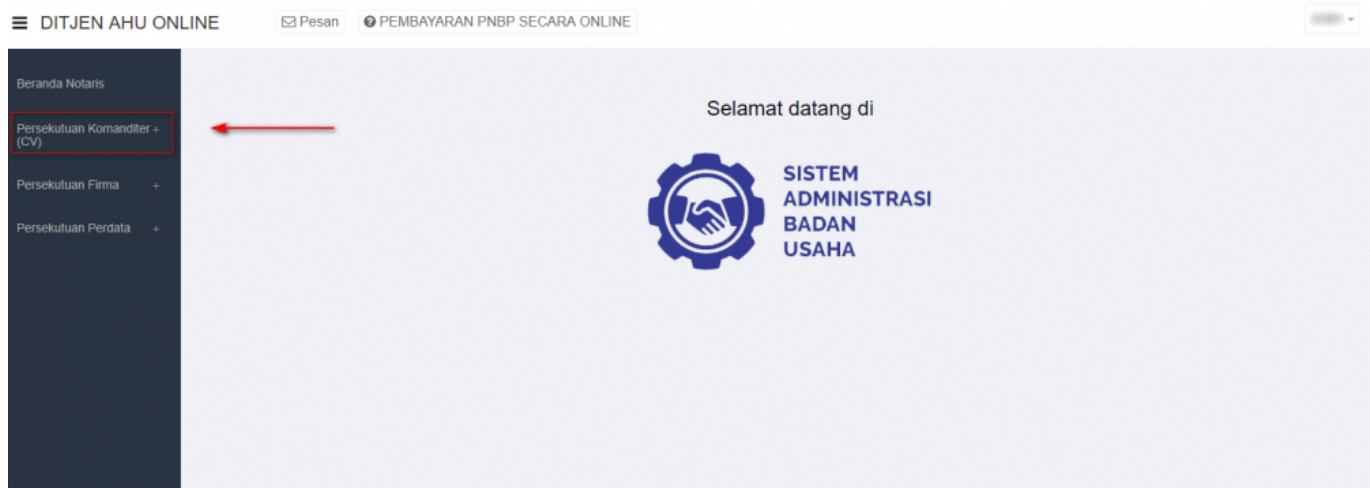 DITJEN AHU ONLINE
Pesan
PEMBAYARAN PNBP SECARA ONLINE
Beranda Notaris
Persekutuan Komanditer +
(CV)
Persekutuan Firma +
Persekutuan Perdata +
Selamat datang di
SISTEM
ADMINISTRASI
BADAN
USAHA